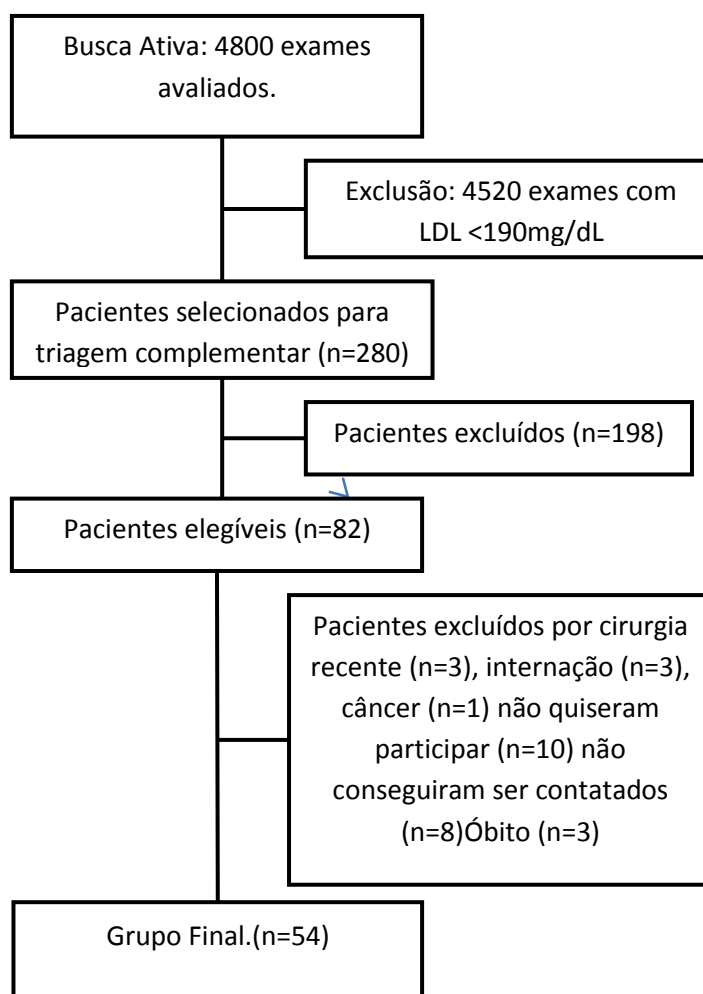 Busca Ativa: 4800 exames
avaliados.
Exclusão: 4520 exames com
LDL <190mg/dL
Pacientes selecionados para
triagem complementar (n=280)
Pacientes excluídos (n=198)
Pacientes elegíveis (n=82)
Pacientes excluídos por cirurgia
recente (n=3), internação (n=3),
câncer (n=1) não quiseram
participar (n=10) não
conseguiram ser contatados
(n=8)Óbito (n=3)
Grupo Final.(n=54)